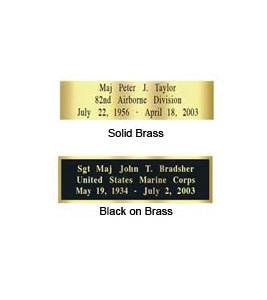 Maj Peter J. Taylor
82nd Airborne Division
July 22, 1956 - April 18, 2003
Solid Brass
Sgt Maj John T. Bradsher
United States Marine Corps
May 19, 1934 - July 2, 2003
Black on Brass